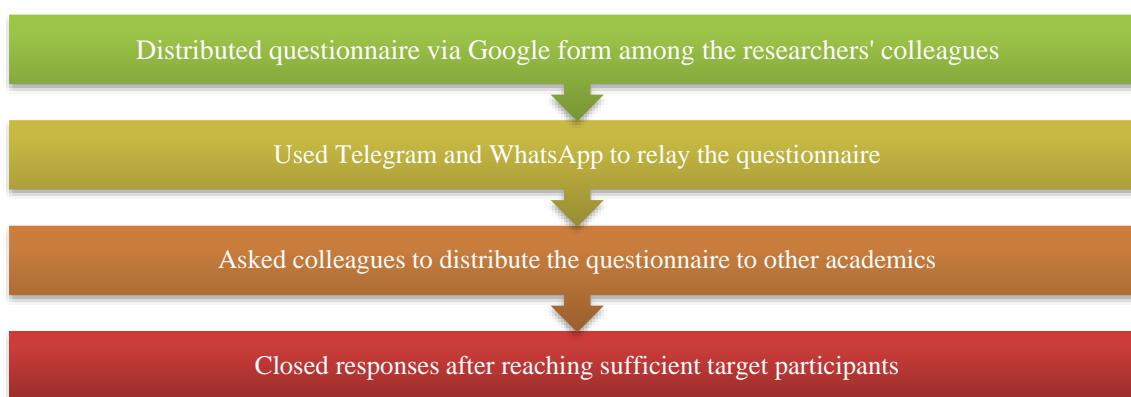 Distributed questionnaire via Google form among the researchers' colleagues
Used Telegram and WhatsApp to relay the questionnaire
Asked colleagues to distribute the questionnaire to other academics
Closed responses after reaching sufficient target participants